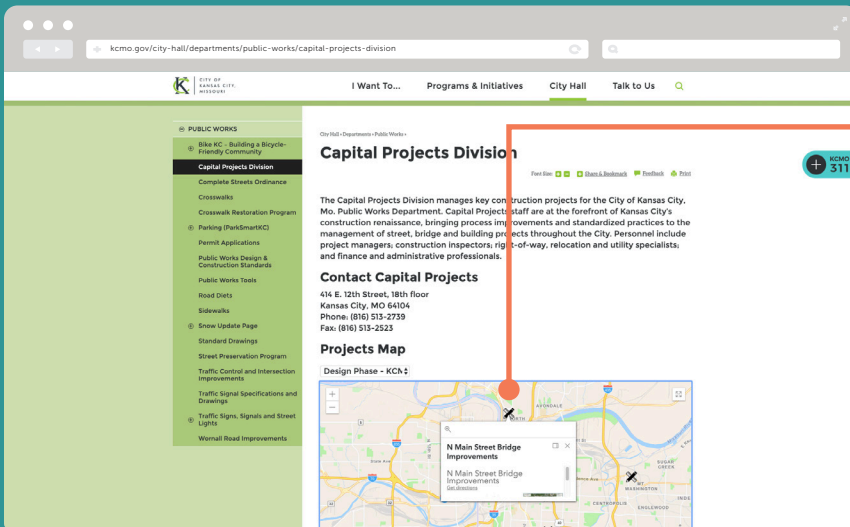 kcmo.gov/city-hall/departments/public-works/capital-projects-division
K
CITY OF
KANSAS CITY,
MISSOURI
I Want To...
Programs & Initiatives
City Hall
Talk to Us
PUBLIC WORKS
Bike KC - Building a Bicycle-
Friendly Community
Capital Projects Division
Complete Streets Ordinance
Crosswalks
Crosswalk Restoration Program
Parking (ParkSmartKC)
Permit Applications
Public Works Design &
Construction Standards
Public Works Tools
Road Diets
Sidewalks
Snow Update Page
Standard Drawings
Street Preservation Program
Traffic Control and Intersection
Improvements
Traffic Signal Specifications and
Drawings
Traffic Signs, Signals and Street
Lights
Wornall Road Improvements
City Hall › Departments › Public Works ›
Capital Projects Division
Font Size: + - Share & Bookmark Feedback Print
KCMO
311
The Capital Projects Division manages key construction projects for the City of Kansas City,
Mo. Public Works Department. Capital Projects staff are at the forefront of Kansas City's
construction renaissance, bringing process improvements and standardized practices to the
management of street, bridge and building projects throughout the City. Personnel include
project managers; construction inspectors; right-of-way, relocation and utility specialists;
and finance and administrative professionals.
Contact Capital Projects
414 E. 12th Street, 18th floor
Kansas City, MO 64104
Phone: (816) 513-2739
Fax: (816) 513-2523
Projects Map
Design Phase - KCM
AVONDALE
N Main Street Bridge
Improvements
N Main Street Bridge
Improvements
Get directions
State Ave
SUGAR
CREEK
MT
WASHINGTON
CENTROPOLIS
ENGLEWOOD
INDE